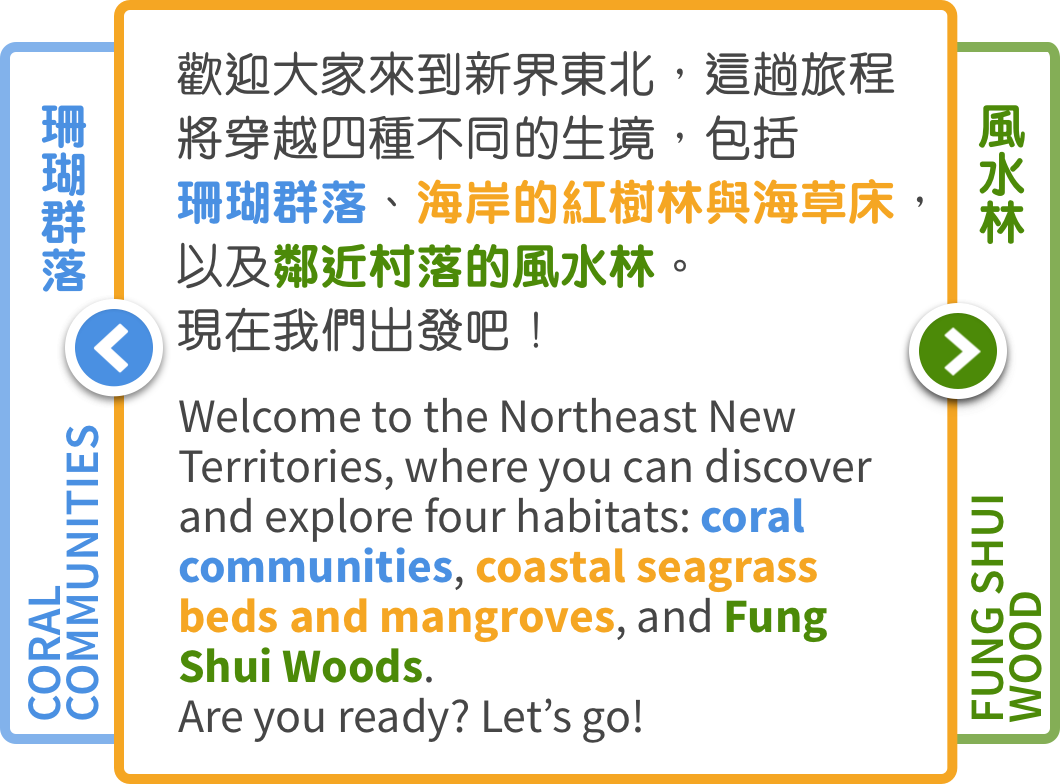 珊瑚群落
CORAL
COMMUNITIES
歡迎大家來到新界東北，這趟旅程
將穿越四種不同的生境，包括
珊瑚群落、海岸的紅樹林與海草床，
以及鄰近村落的風水林。
現在我們出發吧！
Welcome to the Northeast New
Territories, where you can discover
and explore four habitats: coral
communities, coastal seagrass
beds and mangroves, and Fung
Shui Woods.
Are you ready? Let’s go!
風水林
FUNG SHUI
WOOD